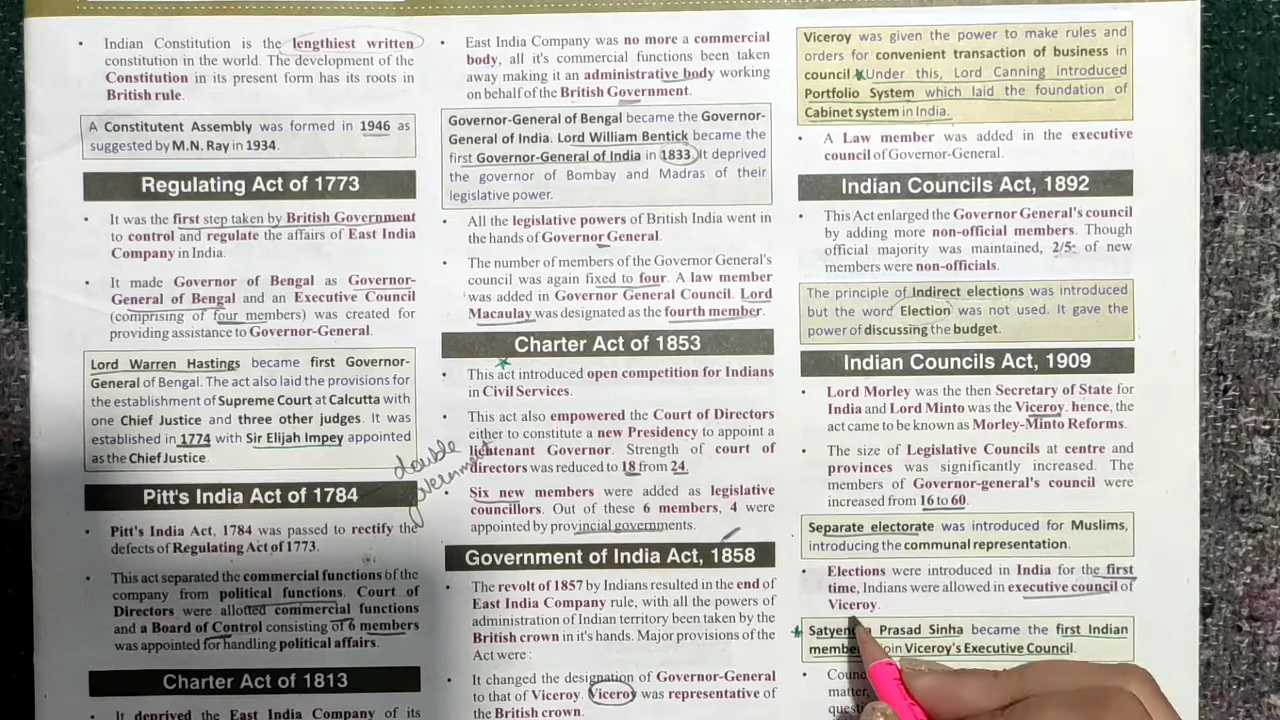 Indian Constitution is the lengthiest written
constitution in the world. The development of the
Constitution in its present form has its roots in
British rule.
A Constitutent Assembly was formed in 1946 as
suggested by M.N. Ray in 1934.
Regulating Act of 1773
It was the first step taken by British Government
to control and regulate the affairs of East India
Company in India.
It made Governor of Bengal as Governor-
General of Bengal and an Executive Council
(comprising of four members) was created for
providing assistance to Governor-General.
Lord Warren Hastings became first Governor-
General of Bengal. The act also laid the provisions for
the establishment of Supreme Court at Calcutta with
one Chief Justice and three other judges. It was
established in 1774 with Sir Elijah Impey appointed
as the Chief Justice.
double
government
Pitt's India Act of 1784
Pitt's India Act, 1784 was passed to rectify the
defects of Regulating Act of 1773.
This act separated the commercial functions of the
company from political functions. Court of
Directors were allotted commercial functions
and a Board of Control consisting of 6 members
was appointed for handling political affairs.
Charter Act of 1813
It deprived the East India Company of its
East India Company was no more a commercial
body, all it's commercial functions been taken
away making it an administrative body working
on behalf of the British Government.
Governor-General of Bengal became the Governor-
General of India. Lord William Bentick became the
first Governor-General of India in 1833. It deprived
the governor of Bombay and Madras of their
legislative power.
All the legislative powers of British India went in
the hands of Governor General.
The number of members of the Governor General's
council was again fixed to four. A law member
was added in Governor General Council. Lord
Macaulay was designated as the fourth member.
Charter Act of 1853
This act introduced open competition for Indians
in Civil Services.
This act also empowered the Court of Directors
either to constitute a new Presidency to appoint a
lieutenant Governor. Strength of court of
directors was reduced to 18 from 24.
Six new members were added as legislative
councillors. Out of these 6 members, 4 were
appointed by provincial governments.
Government of India Act, 1858
The revolt of 1857 by Indians resulted in the end of
East India Company rule, with all the powers of
administration of Indian territory been taken by the
British crown in it's hands. Major provisions of the
Act were :
It changed the designation of Governor-General
to that of Viceroy. Viceroy was representative of
the British crown.
Viceroy was given the power to make rules and
orders for convenient transaction of business in
council. Under this, Lord Canning introduced
Portfolio System which laid the foundation of
Cabinet system in India.
A Law member was added in the executive
council of Governor-General.
Indian Councils Act, 1892
This Act enlarged the Governor General's council
by adding more non-official members. Though
official majority was maintained, 2/5 of new
members were non-officials.
The principle of Indirect elections was introduced
but the word Election was not used. It gave the
power of discussing the budget.
Indian Councils Act, 1909
Lord Morley was the then Secretary of State for
India and Lord Minto was the Viceroy. hence, the
act came to be known as Morley-Minto Reforms.
The size of Legislative Councils at centre and
provinces was significantly increased. The
members of Governor-general's council were
increased from 16 to 60.
Separate electorate was introduced for Muslims,
introducing the communal representation.
Elections were introduced in India for the first
time, Indians were allowed in executive council of
Viceroy.
Prasad Sinha became the first Indian
Viceroy's Executive Council.
matter,